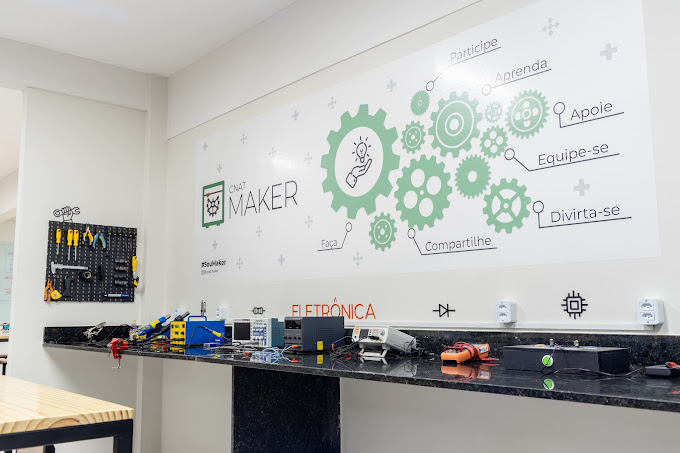 Participe
Aprenda
Apoie
Equipe-se
Divirta-se
Compartilhe
Faça
CNAT
MAKER
#SouMaker
ELETRÔNICA